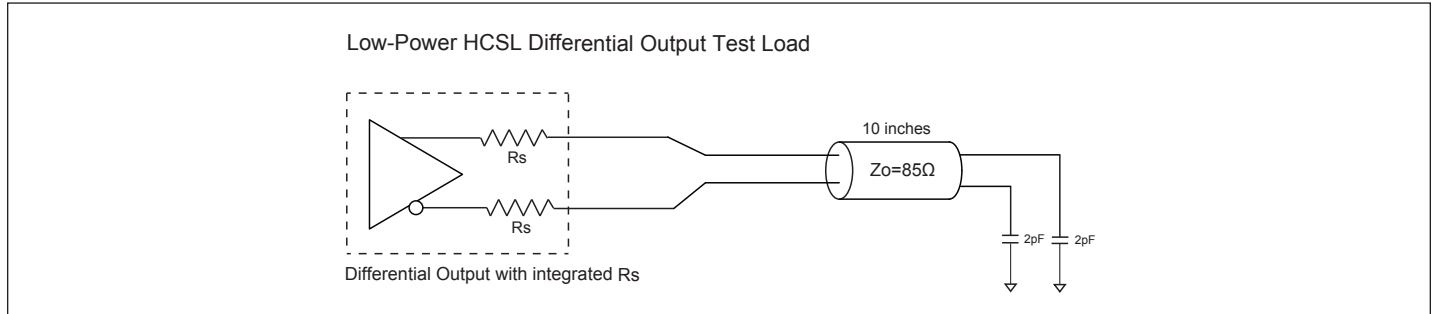 Low-Power HCSL Differential Output Test Load
10 inches
Rs
Zo=85Ω
Rs
2pF
2pF
Differential Output with integrated Rs